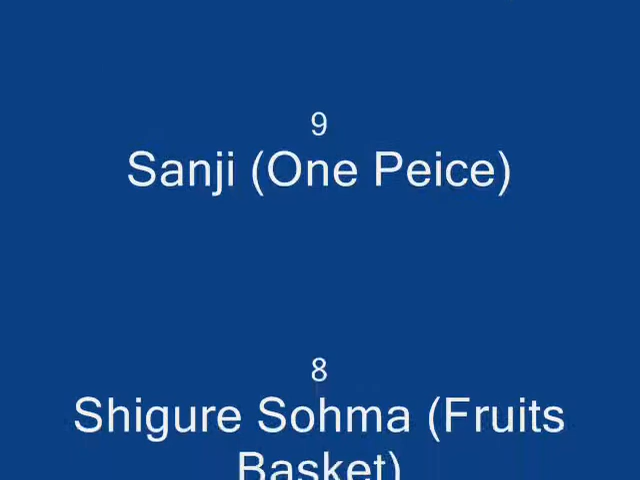 9
Sanji (One Peice)
8
Shigure Sohma (Fruits
Basket)